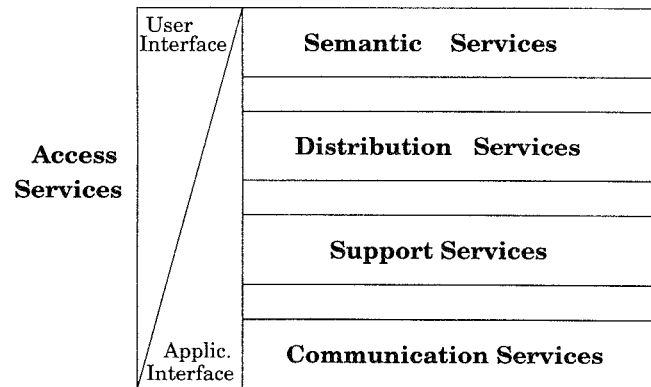 User
Interface
Semantic Services
Access
Services
Distribution Services
Support Services
Applic.
Interface
Communication Services